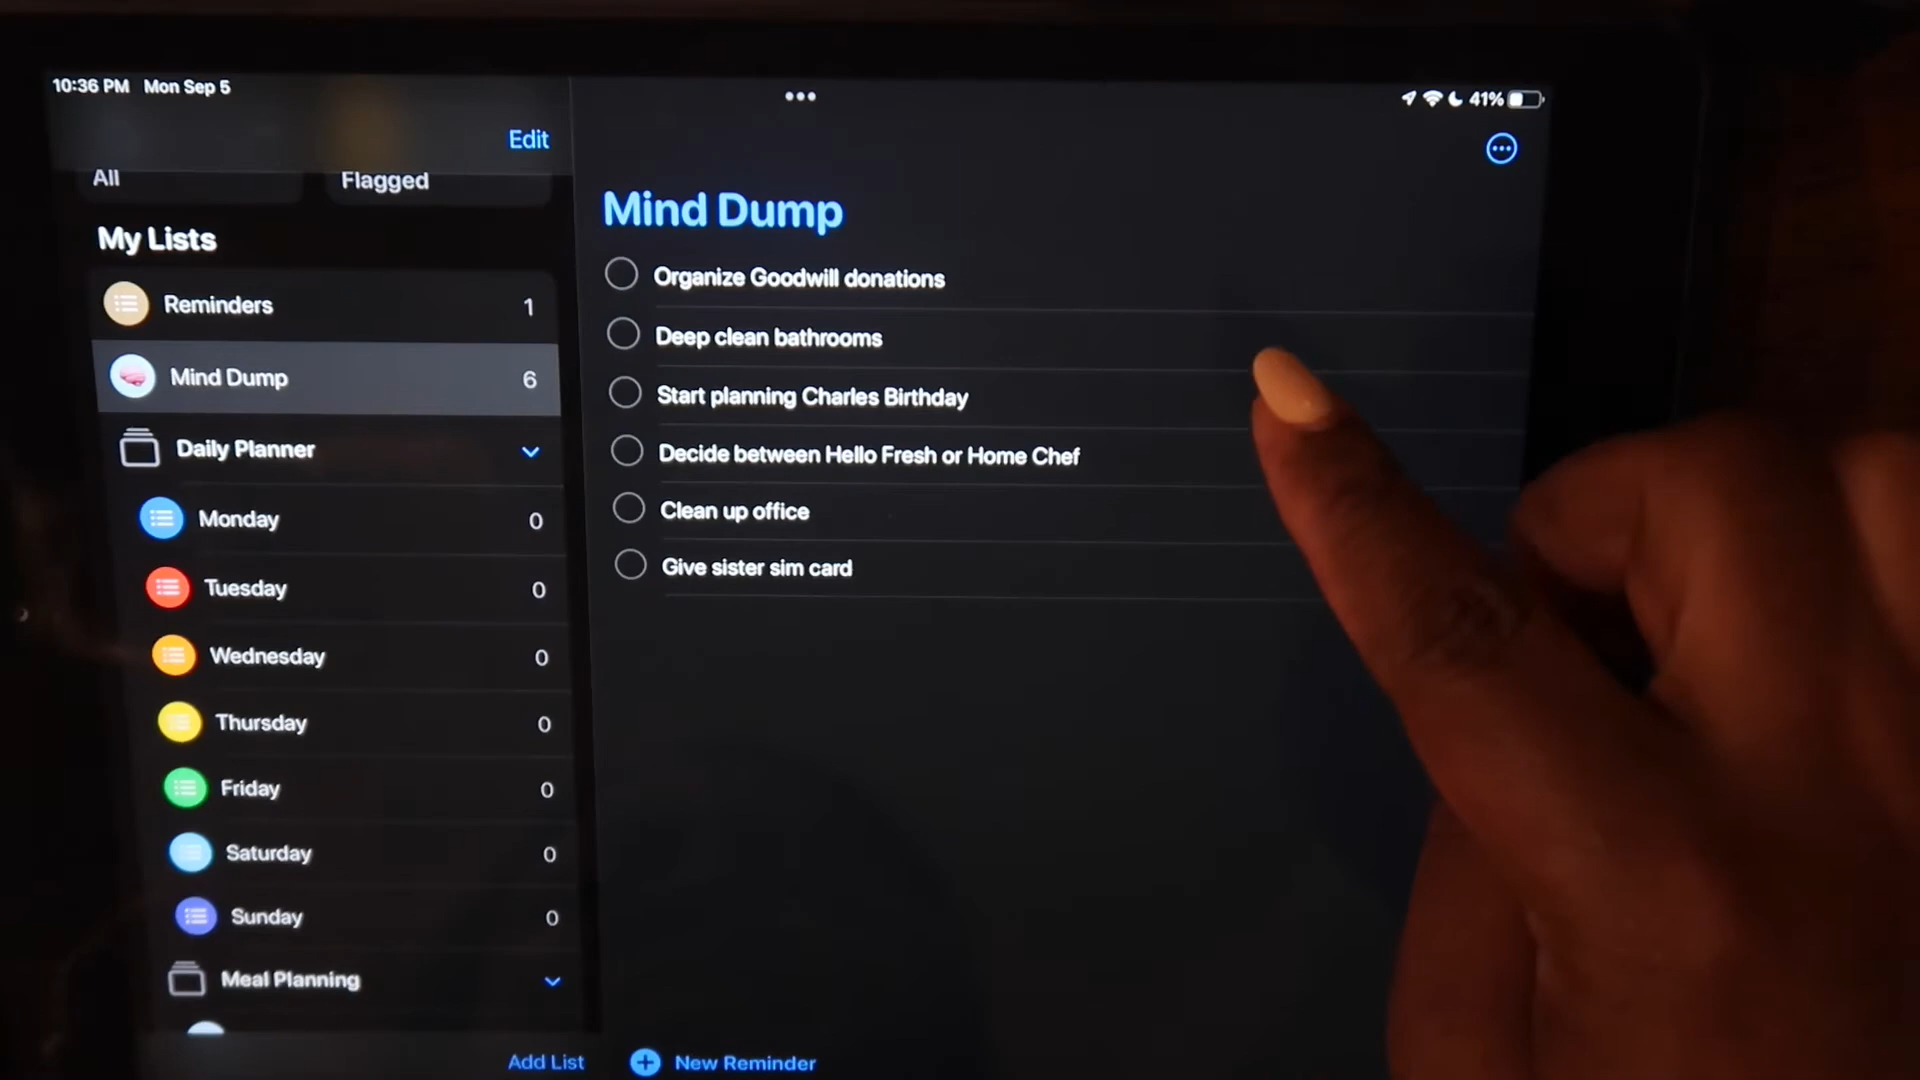 10:36 PM Mon Sep 5
41%
Edit
All
Flagged
My Lists
Reminders 1
Mind Dump 6
Daily Planner
Monday 0
Tuesday 0
Wednesday 0
Thursday 0
Friday 0
Saturday 0
Sunday 0
Meal Planning
Add List
Mind Dump
Organize Goodwill donations
Deep clean bathrooms
Start planning Charles Birthday
Decide between Hello Fresh or Home Chef
Clean up office
Give sister sim card
New Reminder